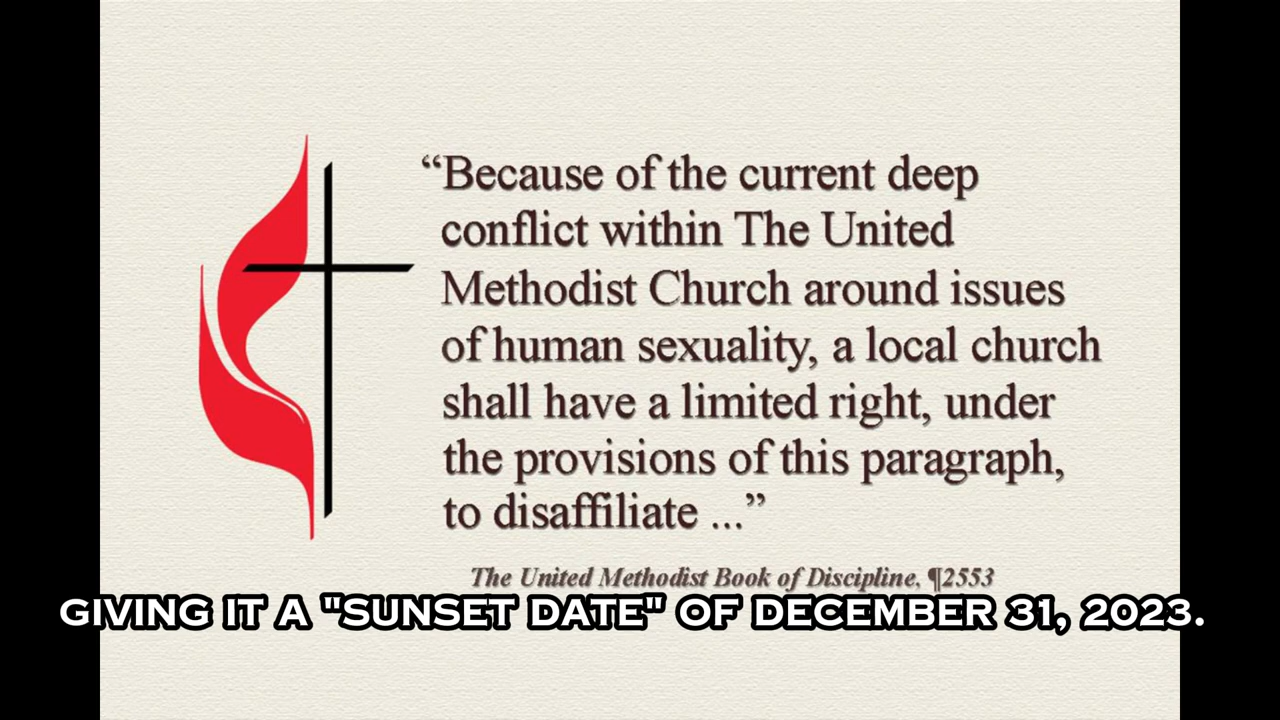 “Because of the current deep
conflict within The United
Methodist Church around issues
of human sexuality, a local church
shall have a limited right, under
the provisions of this paragraph,
to disaffiliate ...”
The United Methodist Book of Discipline, ¶2553
GIVING IT A "SUNSET DATE" OF DECEMBER 31, 2023.